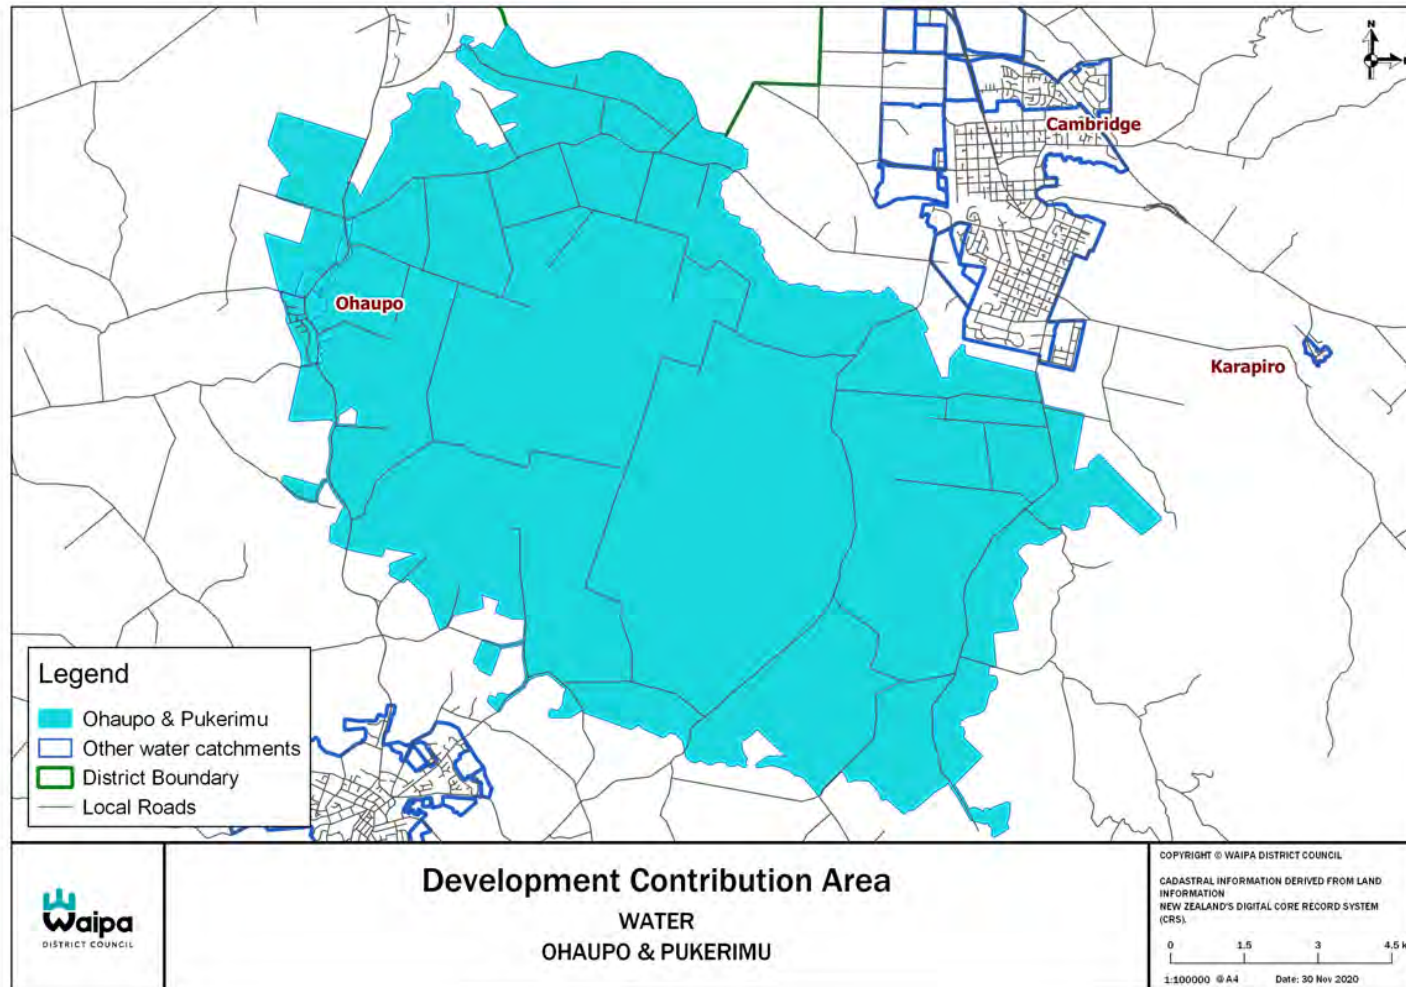 N
Cambridge
Ohaupo
Karapiro
Legend
Ohaupo & Pukerimu
Other water catchments
District Boundary
Local Roads
Waipa
DISTRICT COUNCIL
Development Contribution Area
WATER
OHAUPO & PUKERIMU
COPYRIGHT © WAIPA DISTRICT COUNCIL
CADASTRAL INFORMATION DERIVED FROM LAND
INFORMATION
NEW ZEALAND'S DIGITAL CORE RECORD SYSTEM
(CRS).
0 1.5 3 4.5 k
1:100000 @ A4 Date: 30 Nov 2020